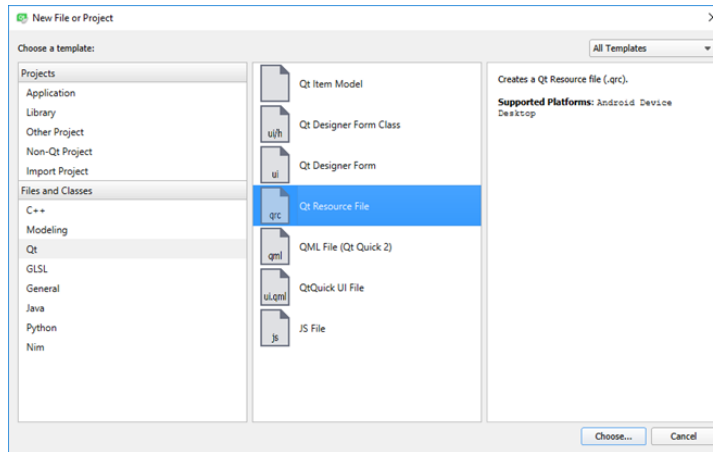 New File or Project
Choose a template:
All Templates
Projects
Application
Library
Other Project
Non-Qt Project
Import Project
Files and Classes
C++
Modeling
Qt
GLSL
General
Java
Python
Nim
Qt Item Model
ui/h
Qt Designer Form Class
ui
Qt Designer Form
qrc
Qt Resource File
qml
QML File (Qt Quick 2)
ui.qml
QtQuick UI File
js
JS File
Creates a Qt Resource file (.qrc).
Supported Platforms: Android Device
Desktop
Choose...
Cancel